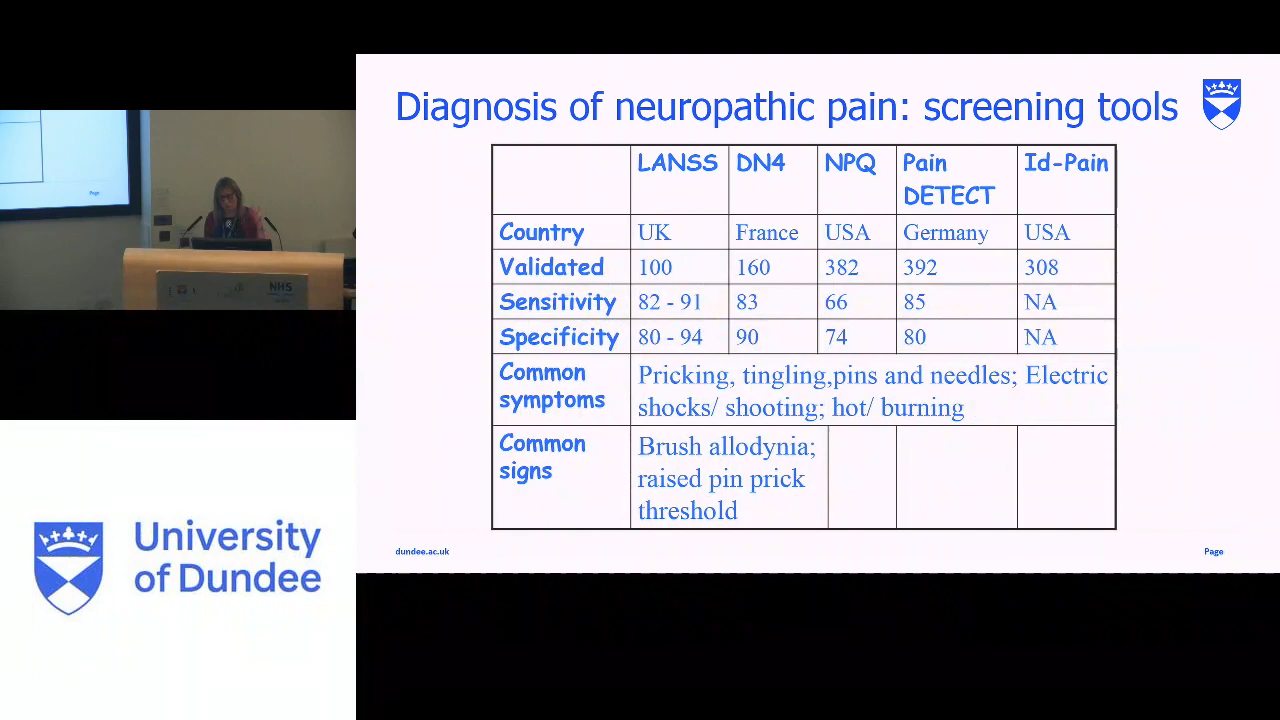 Diagnosis of neuropathic pain: screening tools
LANSS DN4 NPQ Pain DETECT Id-Pain
Country UK France USA Germany USA
Validated 100 160 382 392 308
Sensitivity 82 - 91 83 66 85 NA
Specificity 80 - 94 90 74 80 NA
Common symptoms
Pricking, tingling,pins and needles; Electric
shocks/ shooting; hot/ burning
Common signs
Brush allodynia;
raised pin prick
threshold
dundee.ac.uk
Page
Page
NHS
University
of Dundee